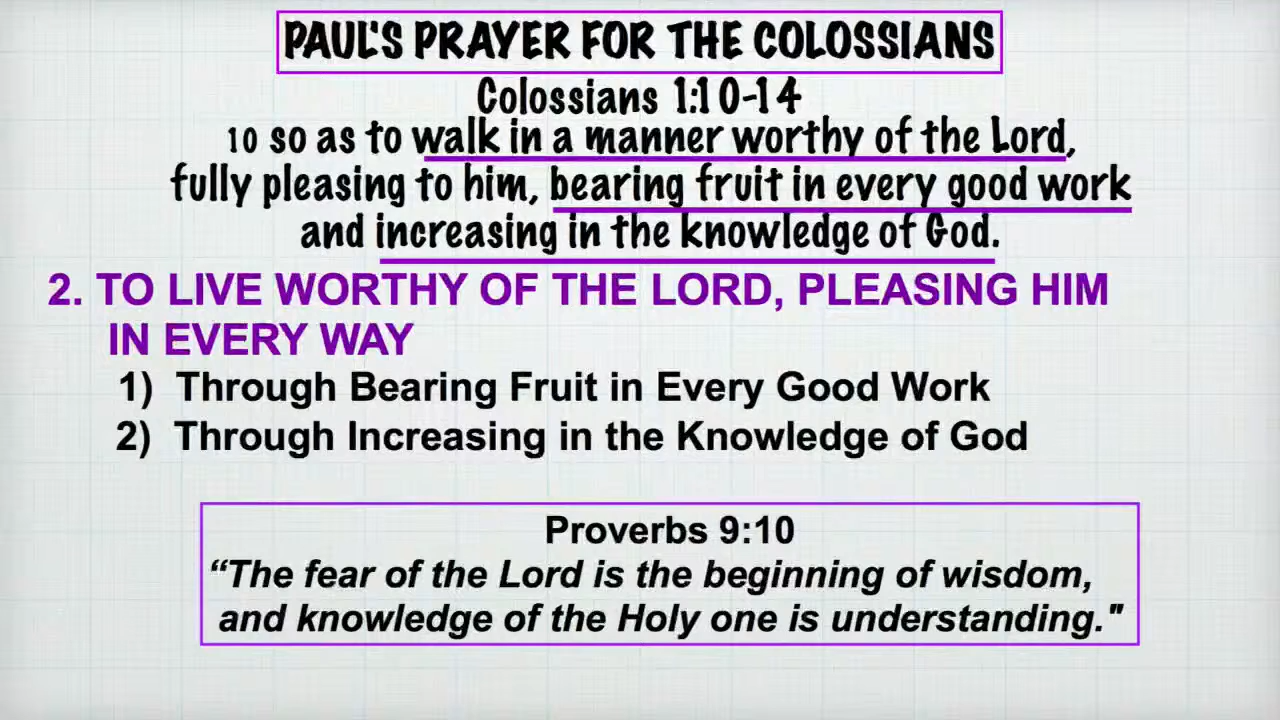 PAUL'S PRAYER FOR THE COLOSSIANS
Colossians 1:10-14
10 so as to walk in a manner worthy of the Lord,
fully pleasing to him, bearing fruit in every good work
and increasing in the knowledge of God.
2. TO LIVE WORTHY OF THE LORD, PLEASING HIM
IN EVERY WAY
1) Through Bearing Fruit in Every Good Work
2) Through Increasing in the Knowledge of God
Proverbs 9:10
“The fear of the Lord is the beginning of wisdom,
and knowledge of the Holy one is understanding."